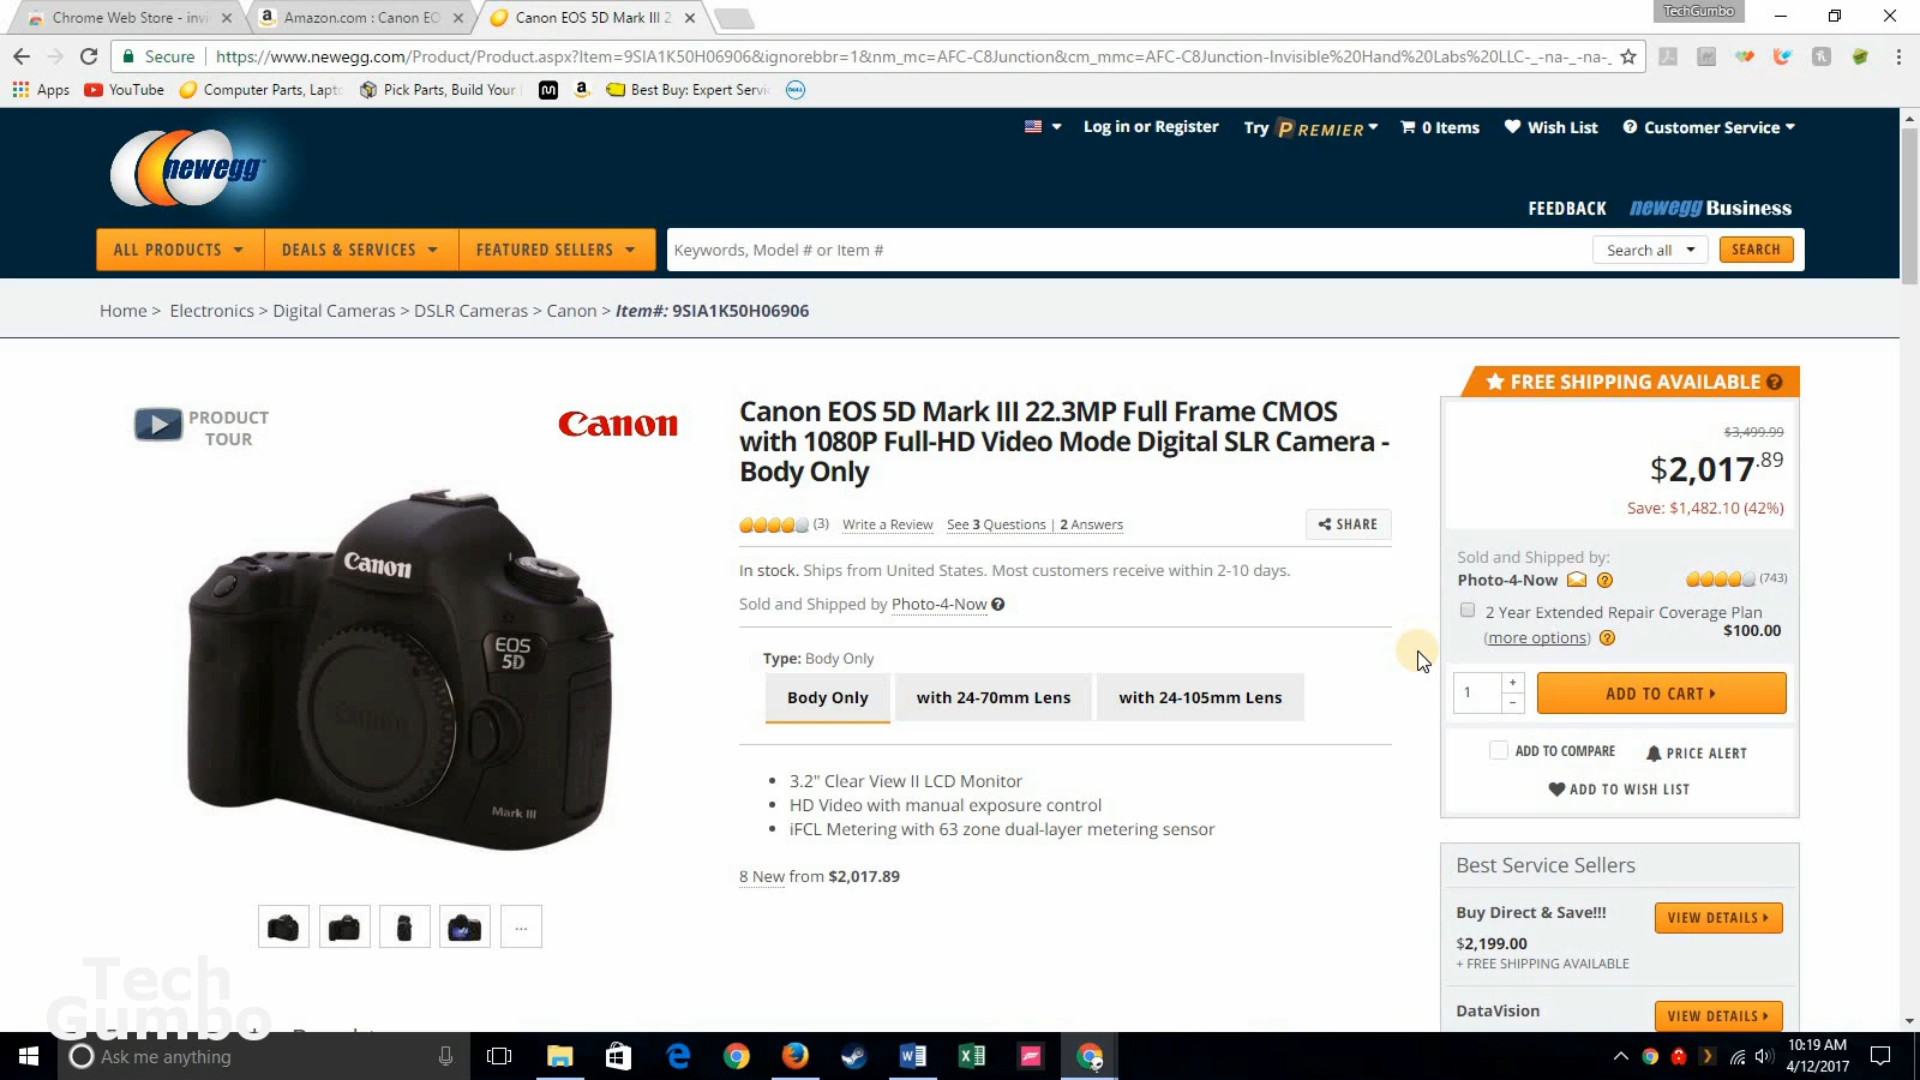 Chrome Web Store - invi
Amazon.com : Canon EO
Canon EOS 5D Mark III 2
TechGumbo
Secure
https://www.newegg.com/Product/Product.aspx?Item=9SIA1K50H06906&ignorebbr=1&nm_mc=AFC-C8Junction&cm_mmc=AFC-C8Junction-Invisible%20Hand%20Labs%20LLC-_-na-_-na-_
Apps
YouTube
Computer Parts, Lapt
Pick Parts, Build Your
Best Buy: Expert Servi
newegg
Log in or Register
Try PREMIER
0 Items
Wish List
Customer Service
FEEDBACK
newegg Business
ALL PRODUCTS
DEALS & SERVICES
FEATURED SELLERS
Keywords, Model # or Item #
Search all
SEARCH
Home > Electronics > Digital Cameras > DSLR Cameras > Canon > Item#: 9SIA1K50H06906
PRODUCT
TOUR
Canon
Canon
EOS
5D
Mark III
Canon EOS 5D Mark III 22.3MP Full Frame CMOS
with 1080P Full-HD Video Mode Digital SLR Camera -
Body Only
(3) Write a Review See 3 Questions | 2 Answers
SHARE
In stock. Ships from United States. Most customers receive within 2-10 days.
Sold and Shipped by Photo-4-Now
Type: Body Only
Body Only
with 24-70mm Lens
with 24-105mm Lens
• 3.2" Clear View II LCD Monitor
• HD Video with manual exposure control
• iFCL Metering with 63 zone dual-layer metering sensor
8 New from $2,017.89
...
FREE SHIPPING AVAILABLE
$3,499.99
$2,017.89
Save: $1,482.10 (42%)
Sold and Shipped by:
Photo-4-Now
(743)
2 Year Extended Repair Coverage Plan
(more options)
$100.00
1
ADD TO CART
ADD TO COMPARE
PRICE ALERT
ADD TO WISH LIST
Best Service Sellers
Buy Direct & Save!!!
VIEW DETAILS
$2,199.00
+ FREE SHIPPING AVAILABLE
DataVision
VIEW DETAILS
Tech
Gumbo
Ask me anything
10:19 AM
4/12/2017